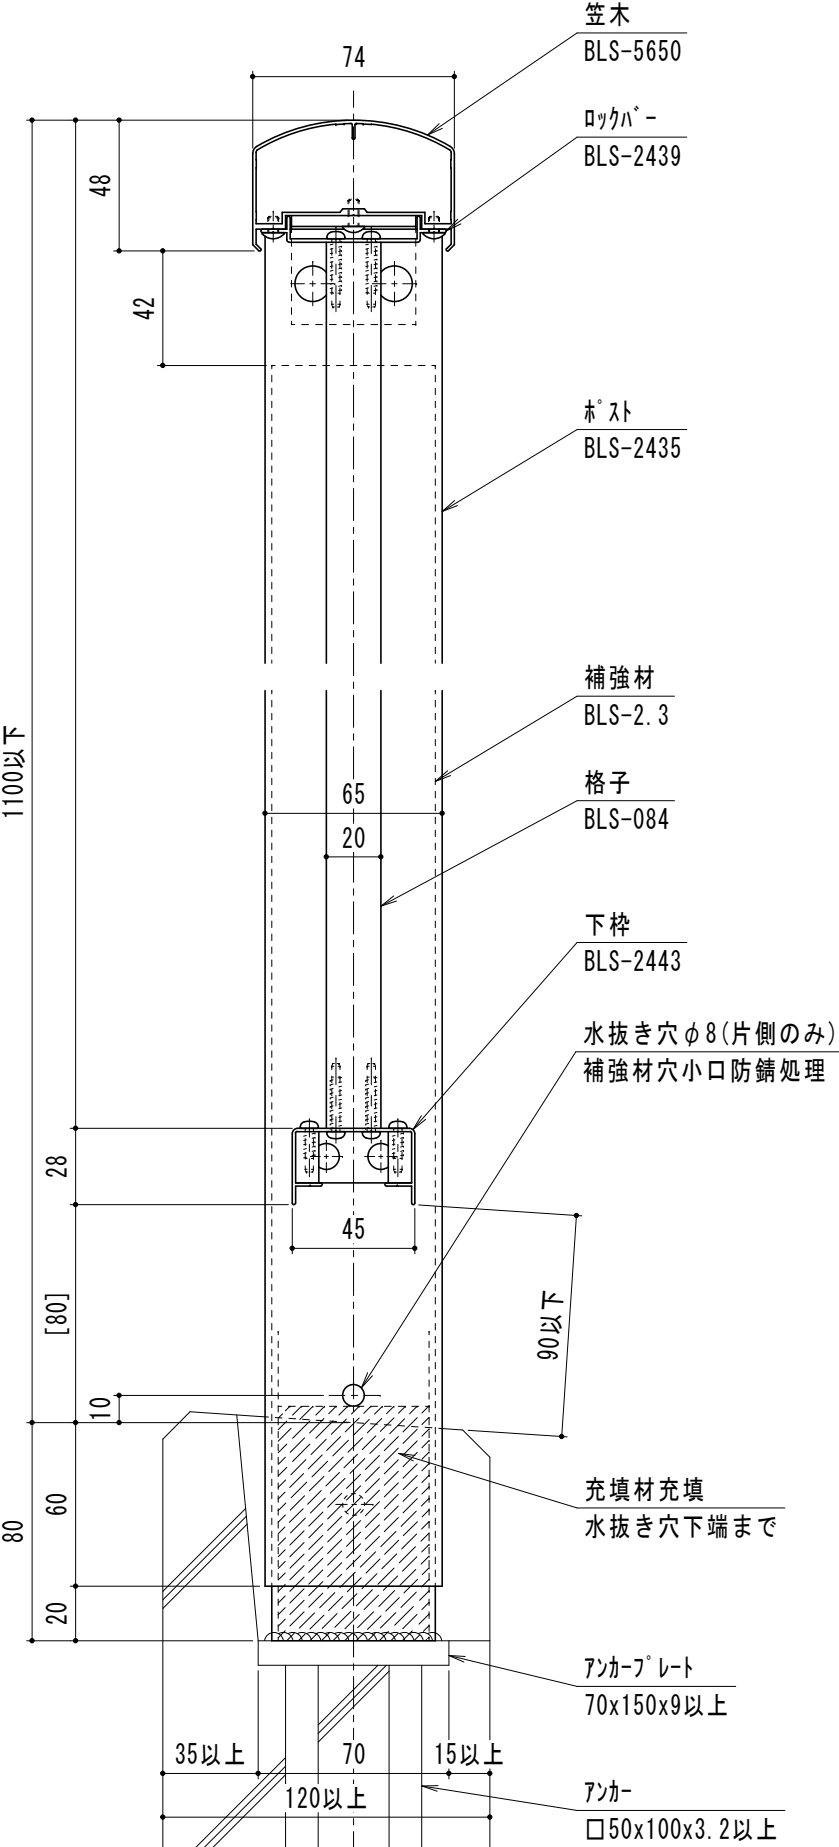 笠木
BLS-5650
74
ﾛｯｸﾊﾞｰ
BLS-2439
48
42
ﾎﾟｽﾄ
BLS-2435
補強材
BLS-2.3
1100以下
格子
BLS-084
65
20
下枠
BLS-2443
水抜き穴φ8(片側のみ)
補強材穴小口防錆処理
28
45
[80]
90以下
10
充填材充填
水抜き穴下端まで
60
80
20
ｱﾝｶｰﾌﾟﾚｰﾄ
70x150x9以上
35以上
70
15以上
120以上
ｱﾝｶｰ
□50x100x3.2以上